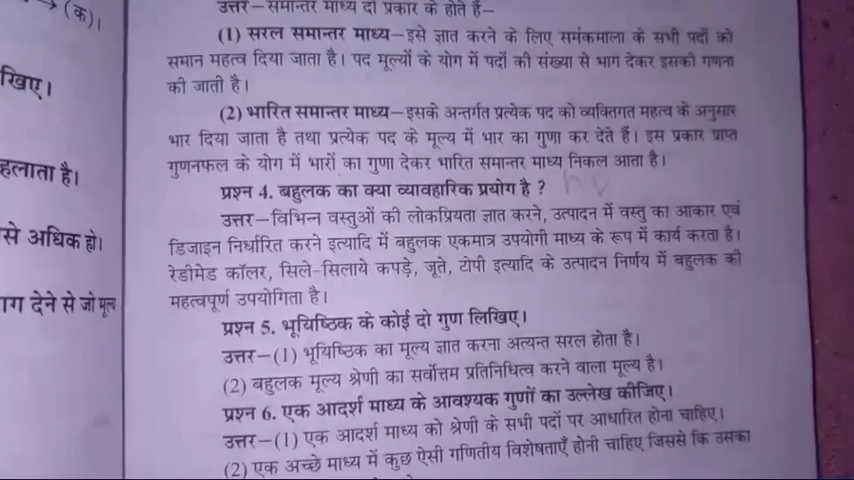 → (क)।
रखिए।
हलाता है।
से अधिक हो।
भाग देने से जो मूल्य
उत्तर–समान्तर माध्य दो प्रकार के होते हैं–
(1) सरल समान्तर माध्य–इसे ज्ञात करने के लिए समंकमाला के सभी पदों को
समान महत्व दिया जाता है। पद मूल्यों के योग में पदों की संख्या से भाग देकर इसकी गणना
की जाती है।
(2) भारित समान्तर माध्य–इसके अन्तर्गत प्रत्येक पद को व्यक्तिगत महत्व के अनुसार
भार दिया जाता है तथा प्रत्येक पद के मूल्य में भार का गुणा कर देते हैं। इस प्रकार प्राप्त
गुणनफल के योग में भारों का गुणा देकर भारित समान्तर माध्य निकल आता है।
प्रश्न 4. बहुलक का क्या व्यावहारिक प्रयोग है ?
उत्तर–विभिन्न वस्तुओं की लोकप्रियता ज्ञात करने, उत्पादन में वस्तु का आकार एवं
डिजाइन निर्धारित करने इत्यादि में बहुलक एकमात्र उपयोगी माध्य के रूप में कार्य करता है।
रेडीमेड कॉलर, सिले-सिलाये कपड़े, जूते, टोपी इत्यादि के उत्पादन निर्णय में बहुलक की
महत्वपूर्ण उपयोगिता है।
प्रश्न 5. भूयिष्ठिक के कोई दो गुण लिखिए।
उत्तर–(1) भूयिष्ठिक का मूल्य ज्ञात करना अत्यन्त सरल होता है।
(2) बहुलक मूल्य श्रेणी का सर्वोत्तम प्रतिनिधित्व करने वाला मूल्य है।
प्रश्न 6. एक आदर्श माध्य के आवश्यक गुणों का उल्लेख कीजिए।
उत्तर–(1) एक आदर्श माध्य को श्रेणी के सभी पदों पर आधारित होना चाहिए।
(2) एक अच्छे माध्य में कुछ ऐसी गणितीय विशेषताएँ होनी चाहिए जिससे कि उसका